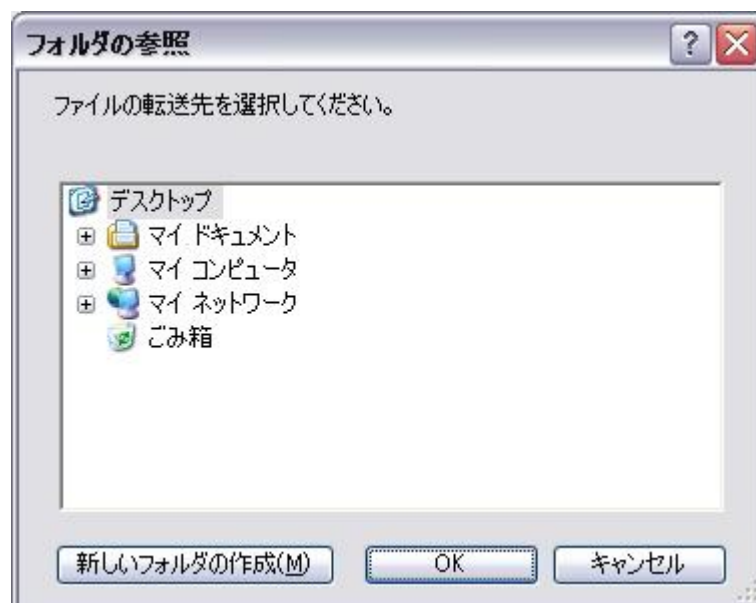 フォルダの参照
ファイルの転送先を選択してください。
デスクトップ
マイ ドキュメント
マイ コンピュータ
マイ ネットワーク
ごみ箱
新しいフォルダの作成(M) OK キャンセル